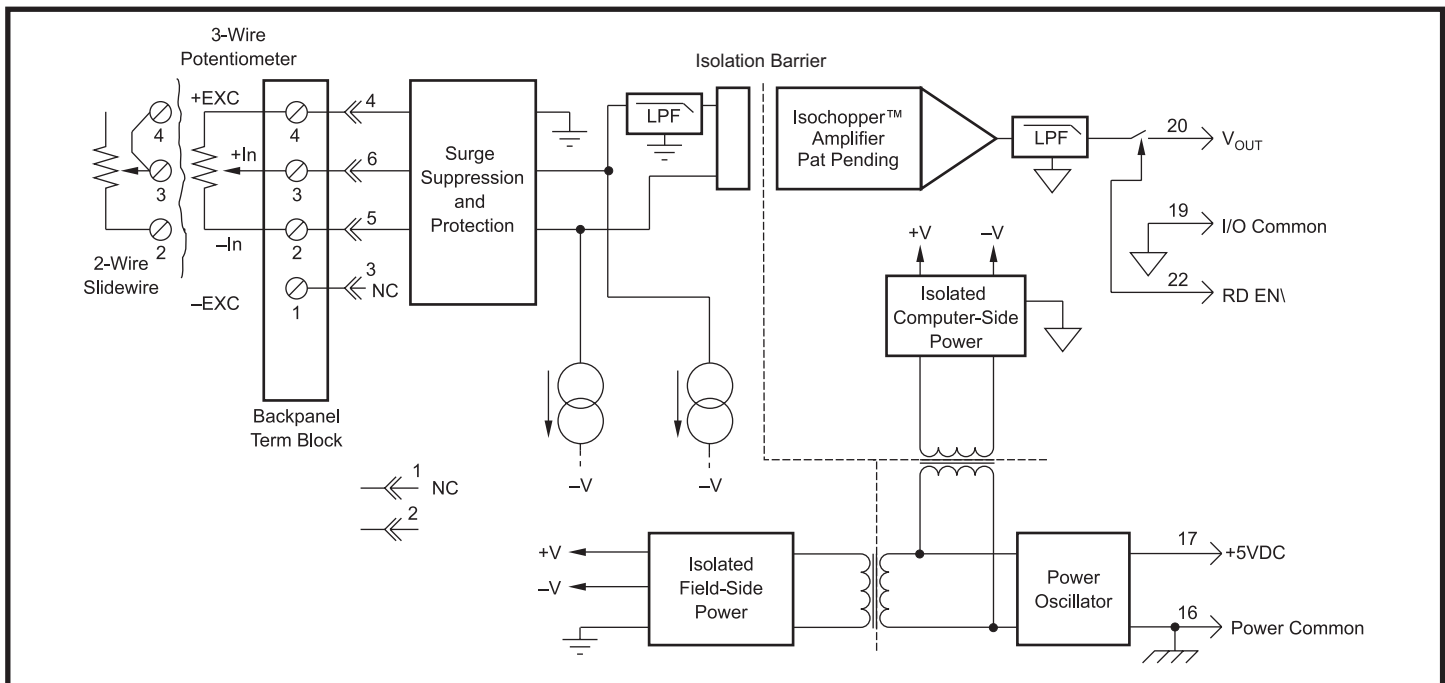 3-Wire
Potentiometer
4
3
2
2-Wire
Slidewire
+EXC
+In
–In
–EXC
4
3
2
1
Backpanel
Term Block
4
6
5
3
NC
1
NC
2
Surge
Suppression
and
Protection
LPF
–V
–V
Isolation Barrier
Isochopper™
Amplifier
Pat Pending
LPF
20
VOUT
19
I/O Common
22
RD EN\
+V
–V
Isolated
Computer-Side
Power
+V
–V
Isolated
Field-Side
Power
Power
Oscillator
17
+5VDC
16
Power Common